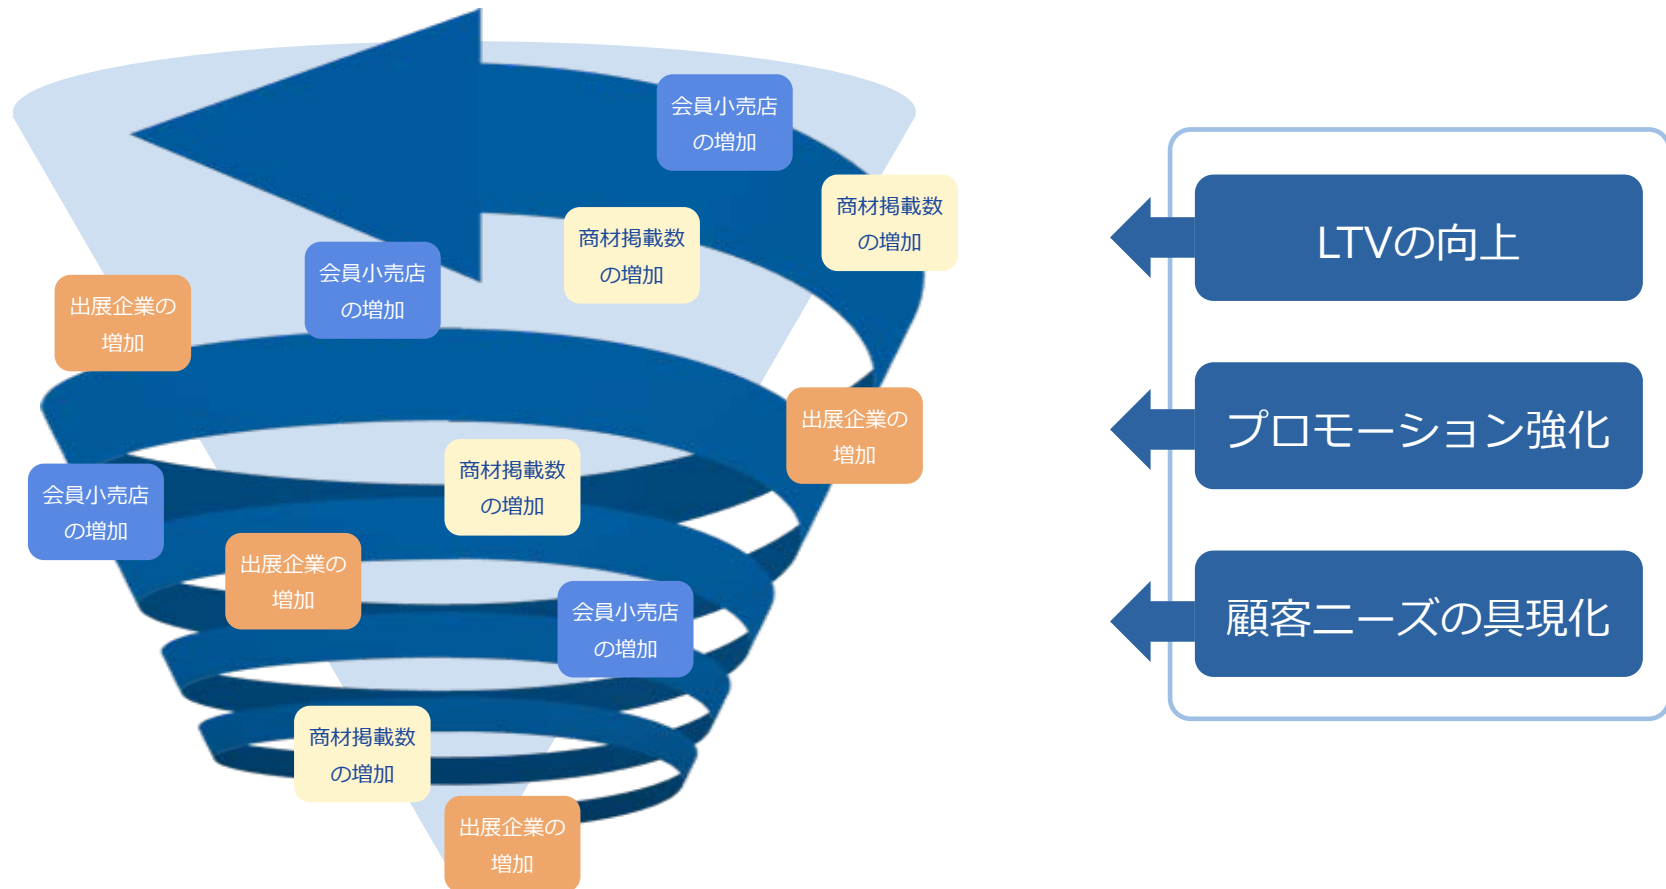 会員小売店
の増加
商材掲載数
の増加
商材掲載数
の増加
会員小売店
の増加
出展企業の
増加
出展企業の
増加
商材掲載数
の増加
会員小売店
の増加
出展企業の
増加
会員小売店
の増加
商材掲載数
の増加
出展企業の
増加
LTVの向上
プロモーション強化
顧客ニーズの具現化